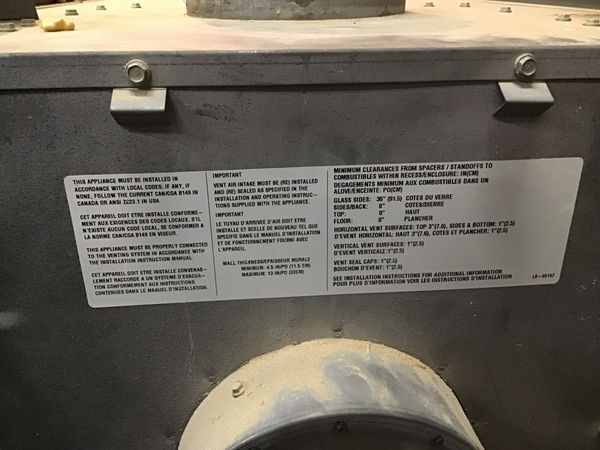 THIS APPLIANCE MUST BE INSTALLED IN
ACCORDANCE WITH LOCAL CODES; IF ANY, IF
NONE, FOLLOW THE CURRENT CAN/CGA B149 IN
CANADA OR ANSI Z223.1 IN USA.
CET APPAREIL DOIT ETRE INSTALLE CONFORME-
MENT AUX EXIGENCES DES CODES LOCAUX. S'IL
N'EXISTE AUCUN CODE LOCAL, SE CONFORMER A
LA NORME CAN/CGA B149 EN VIGEUR.
THIS APPLIANCE MUST BE PROPERLY CONNECTED
TO THE VENTING SYSTEM IN ACCORDANCE WITH
THE INSTALLATION INSTRUCTION MANUAL.
CET APPAREIL DOIT ETRE INSTALLE CONVENAB-
LEMENT RACCORDE A UN SYSTEME D'EVACUA-
TION CONFORMEMENT AUX INSTRUCTIONS
CONTENUES DANS LE MANUEL D'INSTALLATION.
IMPORTANT
VENT AIR INTAKE MUST BE (RE) INSTALLED
AND (RE) SEALED AS SPECIFIED IN THE
INSTALLATION AND OPERATING INSTRUC-
TIONS SUPPLIED WITH THE APPLIANCE.
IMPORTANT
LE TUYAU D'ARRIVEE D'AIR DOIT ETRE
INSTALLE ET SCELLE DE NOUVEAU TEL QUE
SPECIFIE DANS LE MANUEL D'INSTALLATION
ET DE FONCTIONNEMENT FOURNI AVEC
L'APPAREIL.
WALL THICKNESS/PAISSEUR MURALE
MINIMUM: 4.5 IN/PO (11.5 CM)
MAXIMUM: 13 IN/PO (33CM)
MINIMUM CLEARANCES FROM SPACERS / STANDOFFS TO
COMBUSTIBLES WITHIN RECESS/ENCLOSURE: IN(CM)
DEGAGEMENTS MINIMUM AUX COMBUSTIBLES DANS UN
ALOVE/ENCEINTE: PO(CM)
GLASS SIDES: 36" (91.5) COTES DU VERRE
SIDES/BACK: 0" COTES/DERRIERE
TOP: 0" HAUT
FLOOR: 0" PLANCHER
HORIZONTAL VENT SURFACES: TOP 3"(7.6), SIDES & BOTTOM: 1"(2.5)
D'EVENT HORIZONTAL: HAUT 3"(7.6), COTES ET PLANCHER: 1"(2.5)
VERTICAL VENT SURFACES: 1"(2.5)
D'EVENT VERTICALE: 1"(2.5)
VENT SEAL CAPS: 1"(2.5)
BOUCHON D'EVENT: 1"(2.5)
SEE INSTALLATION INSTRUCTIONS FOR ADDITIONAL INFORMATION
POUR PLUS D'INFORMATION VOIR LES ISSTRUCTIONS D'INSTALLATION